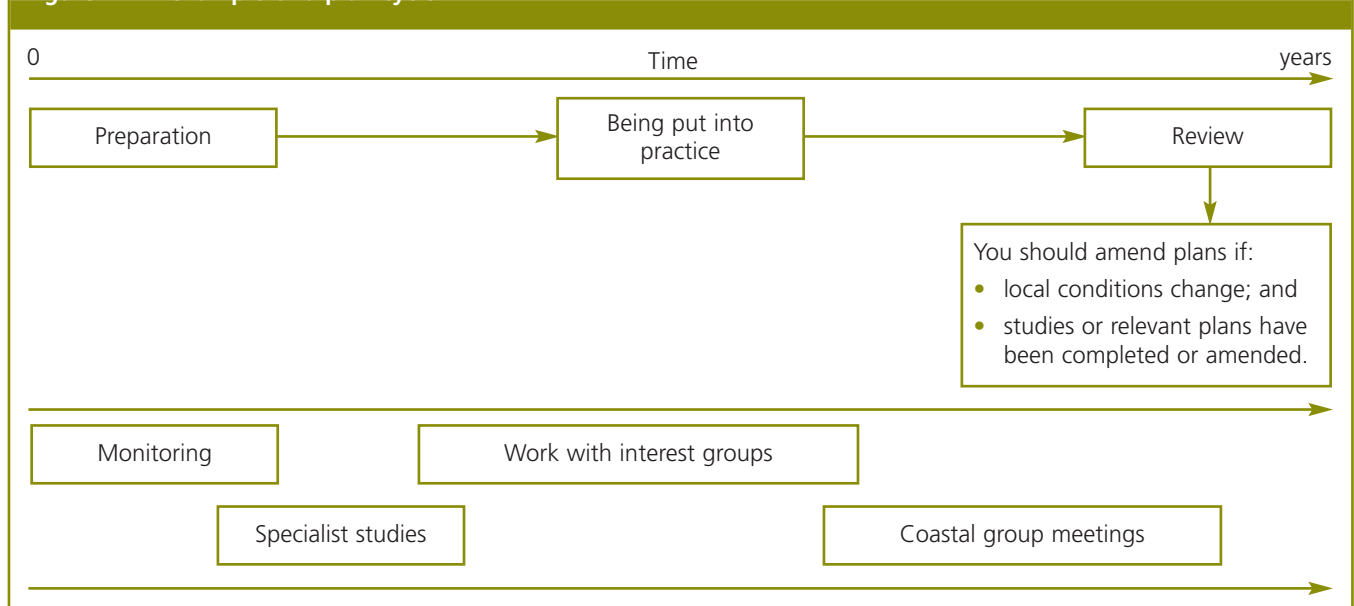 0 Time years
Preparation
Being put into
practice
Review
You should amend plans if:
• local conditions change; and
• studies or relevant plans have
been completed or amended.
Monitoring
Work with interest groups
Specialist studies
Coastal group meetings